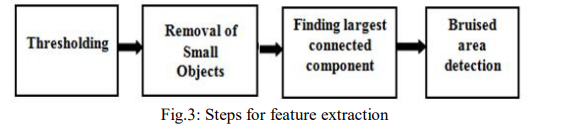 Thresholding
Removal of
Small
Objects
Finding largest
connected
component
Bruised
area
detection
Fig.3: Steps for feature extraction